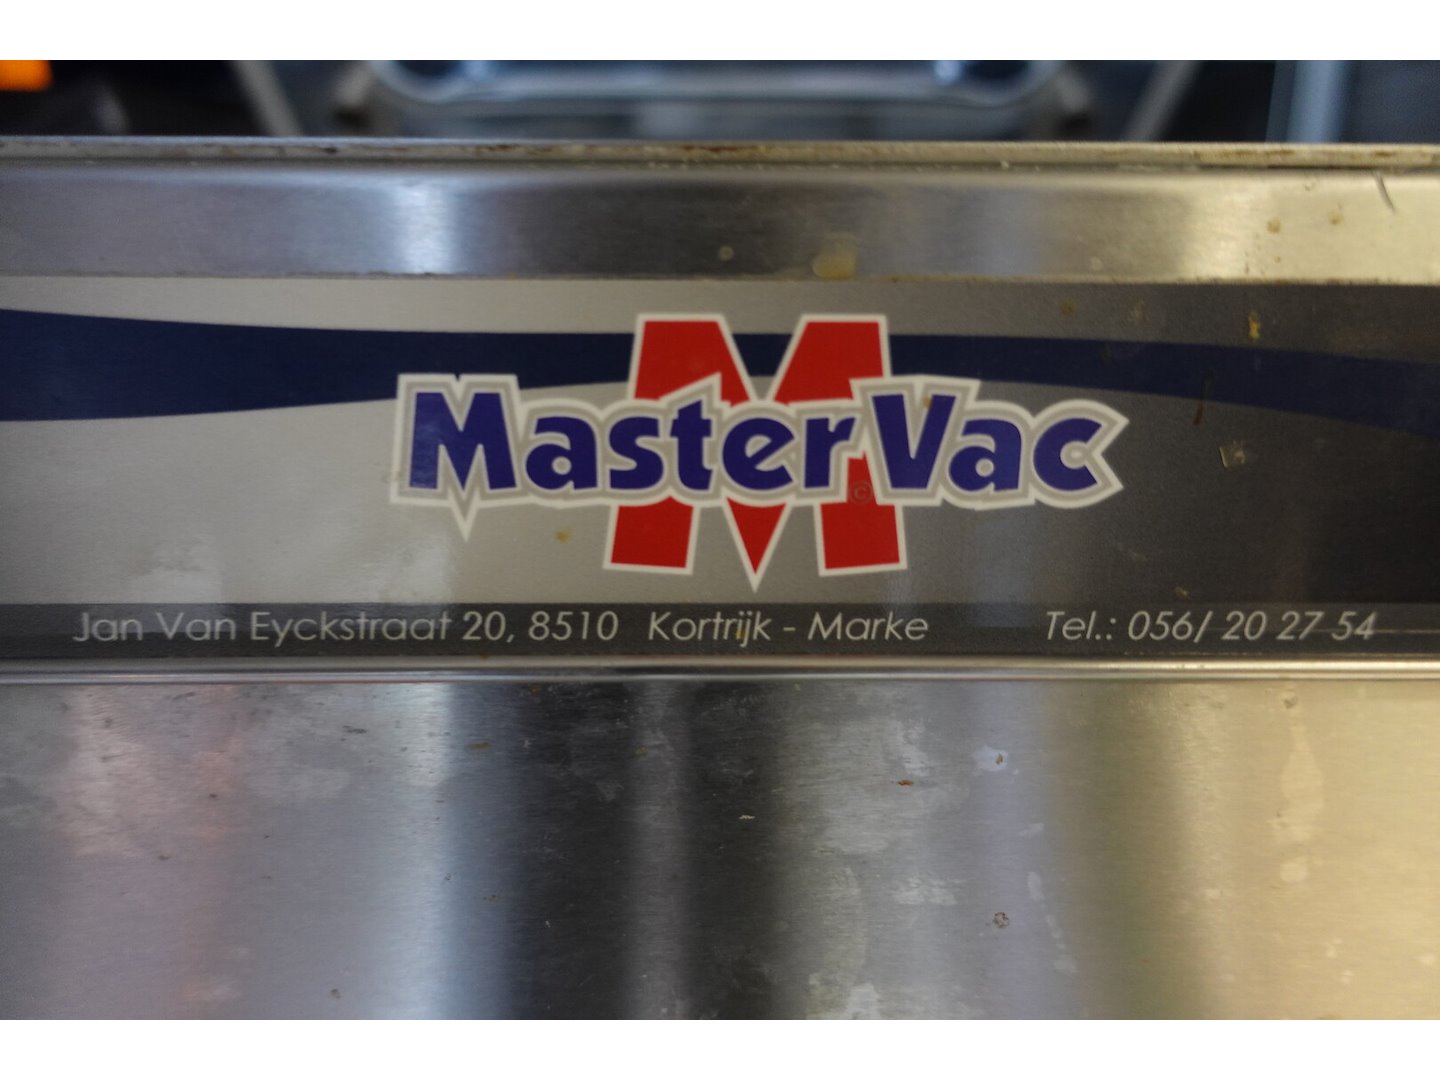 M
MasterVac
©
Jan Van Eyckstraat 20, 8510 Kortrijk - Marke Tel.: 056/ 20 27 54